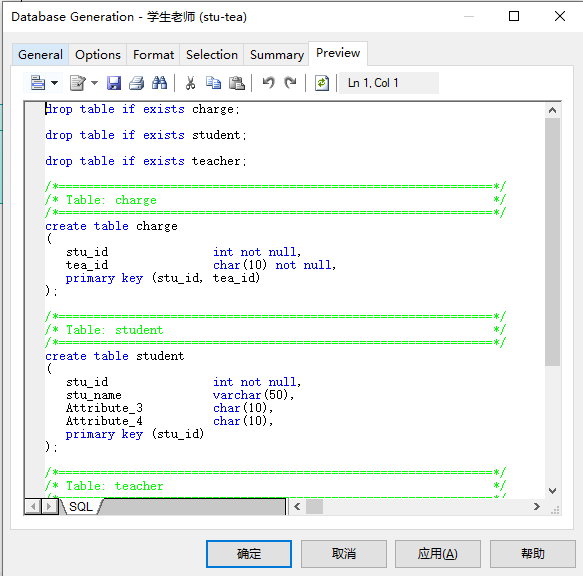 Database Generation - 学生老师 (stu-tea)
General Options Format Selection Summary Preview
Ln 1, Col 1
drop table if exists charge;
drop table if exists student;
drop table if exists teacher;
/*==============================================================*/
/* Table: charge                                                */
/*==============================================================*/
create table charge
(
   stu_id               int not null,
   tea_id               char(10) not null,
   primary key (stu_id, tea_id)
);
/*==============================================================*/
/* Table: student                                               */
/*==============================================================*/
create table student
(
   stu_id               int not null,
   stu_name             varchar(50),
   Attribute_3          char(10),
   Attribute_4          char(10),
   primary key (stu_id)
);
/*==============================================================*/
/* Table: teacher                                               */
/*==============================================================*/
SQL
确定 取消 应用(A) 帮助